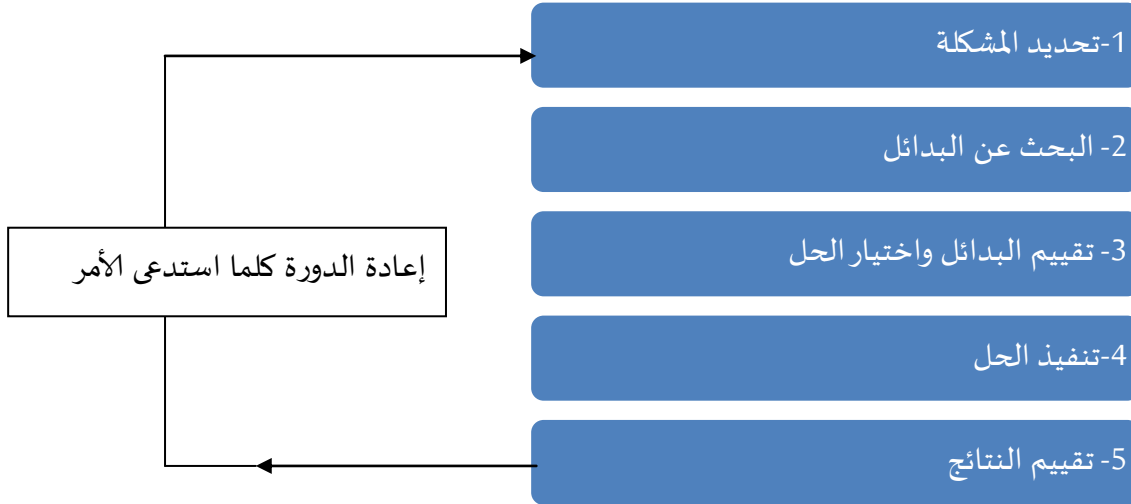 1-تحديد المشكلة
2- البحث عن البدائل
3- تقييم البدائل واختيار الحل
4-تنفيذ الحل
5- تقييم النتائج
إعادة الدورة كلما استدعى الأمر